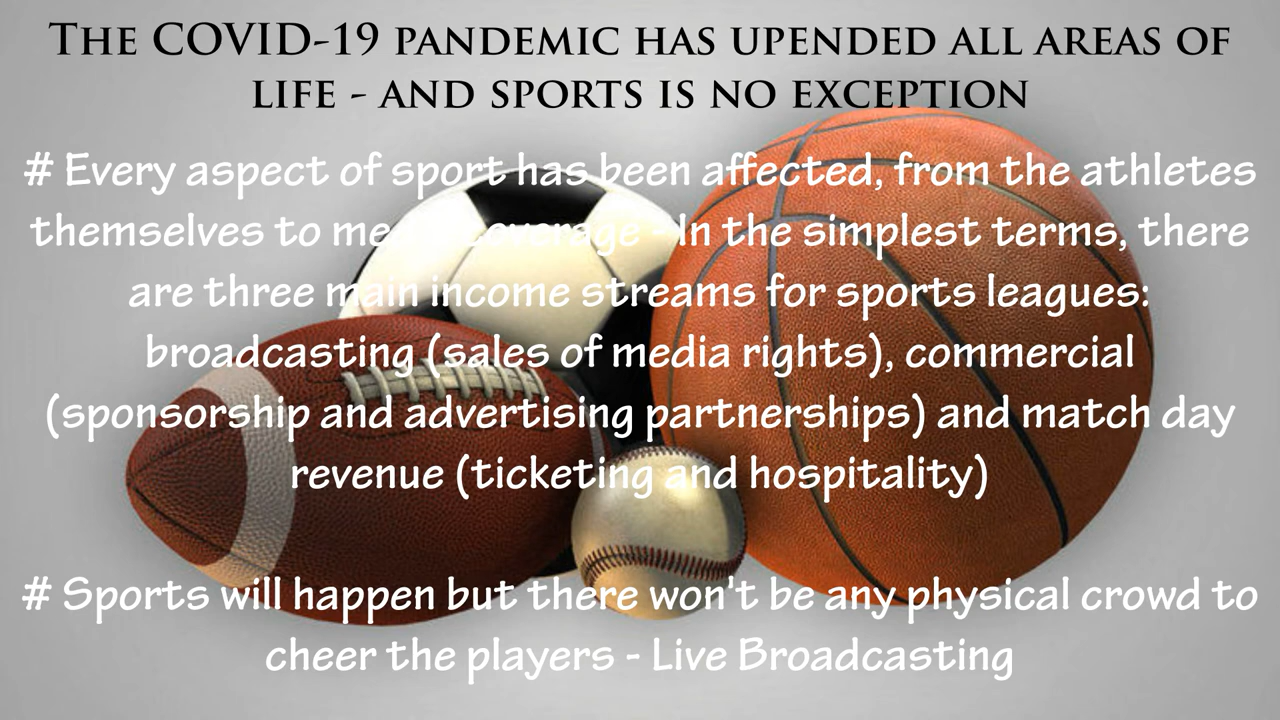 The COVID-19 pandemic has upended all areas of
life - and sports is no exception
# Every aspect of sport has been affected, from the athletes
themselves to media coverage - In the simplest terms, there
are three main income streams for sports leagues:
broadcasting (sales of media rights), commercial
(sponsorship and advertising partnerships) and match day
revenue (ticketing and hospitality)
# Sports will happen but there won't be any physical crowd to
cheer the players - Live Broadcasting